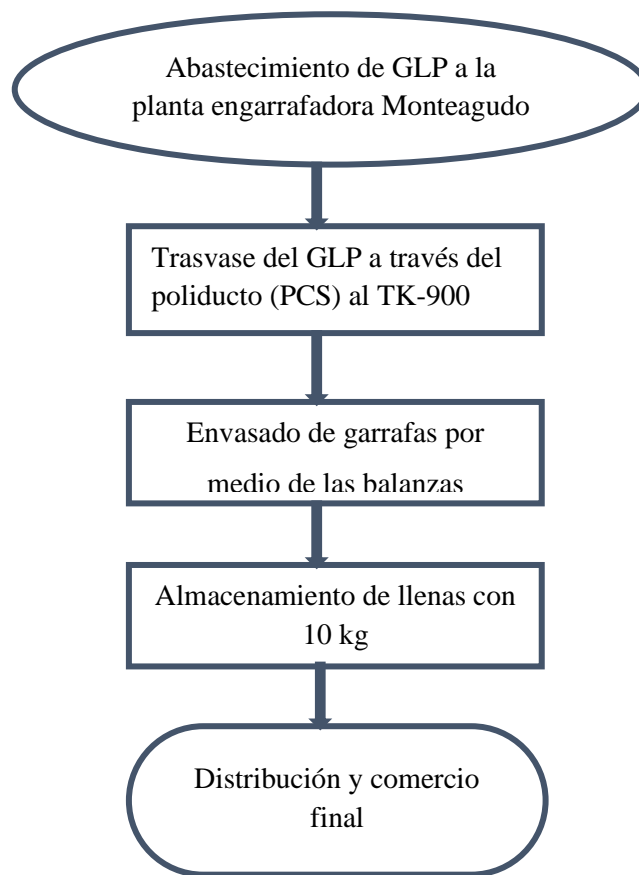 Abastecimiento de GLP a la
planta engarrafadora Monteagudo
Trasvase del GLP a través del
poliducto (PCS) al TK-900
Envasado de garrafas por
medio de las balanzas
Almacenamiento de llenas con
10 kg
Distribución y comercio
final